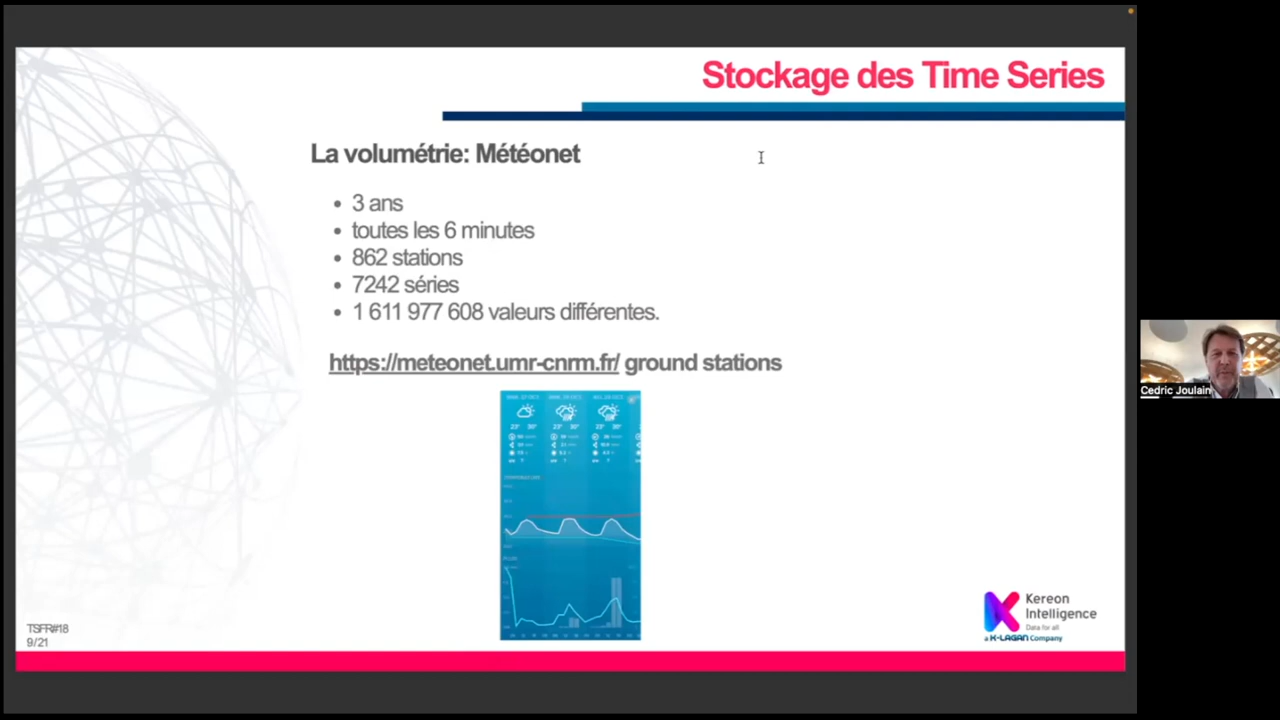 Stockage des Time Series
La volumétrie: Météonet
• 3 ans
• toutes les 6 minutes
• 862 stations
• 7242 séries
• 1 611 977 608 valeurs différentes.
https://meteonet.umr-cnrm.fr/ ground stations
TSFR#18
9/21
Kereon
Intelligence
Data for all
a K-LAGAN Company
Cedric Joulain